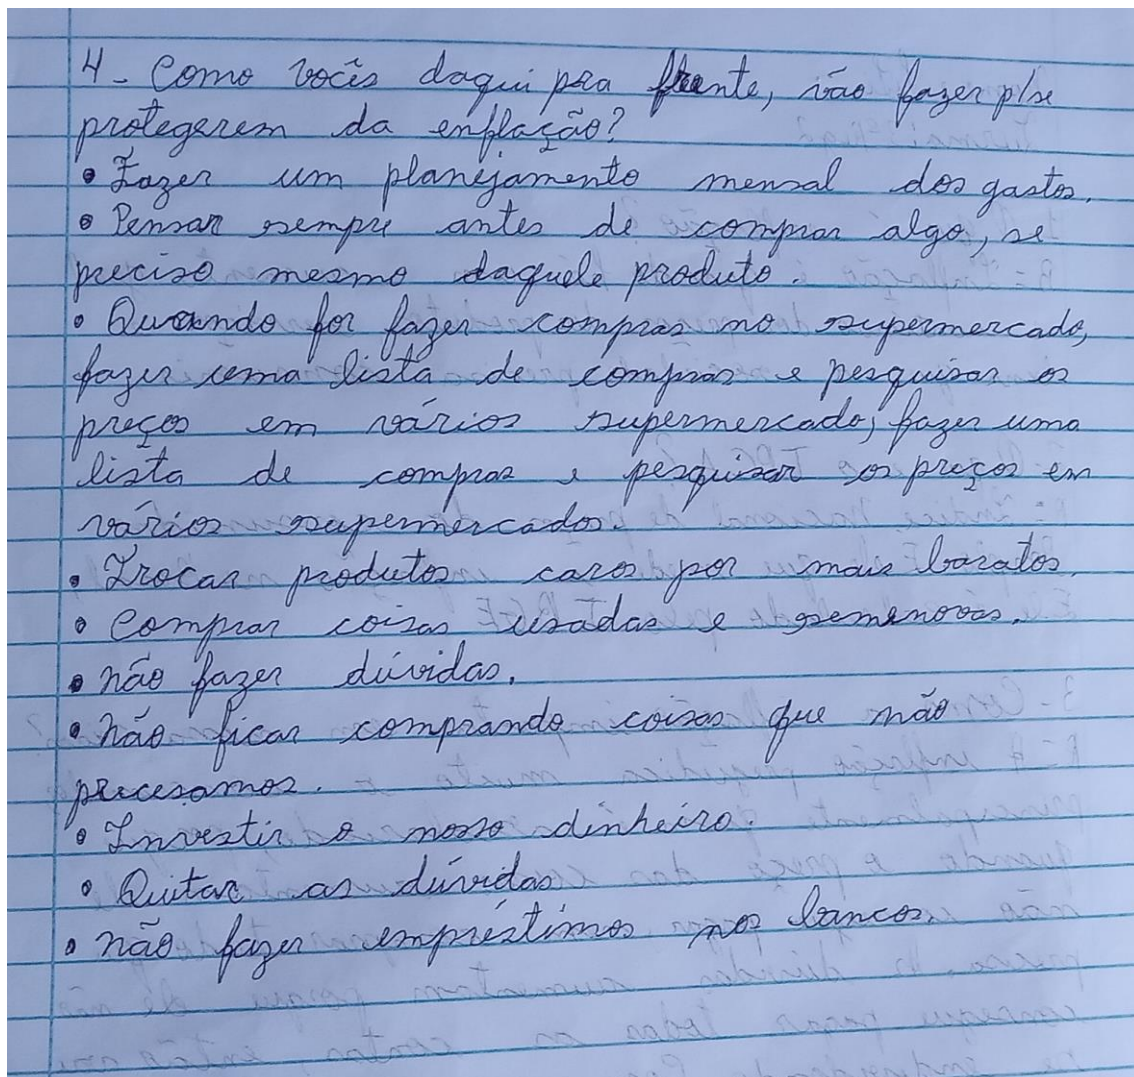 4- Como vocês daqui pra frente, vão fazer p/se
protegerem da enflação?
• Fazer um planejamento mensal dos gastos.
• Pensar sempre antes de comprar algo, se
preciso mesmo daquele produto.
• Quando for fazer compras no supermercado,
fazer uma lista de compras e pesquisar os
preços em vários supermercado, fazer uma
lista de compras e pesquisar os preços em
vários supermercados.
• Trocar produtos caros por mais baratos.
• Comprar coisas usadas e semenovas.
• não fazer dúvidas.
• não ficar comprando coisas que não
precesamos.
• Investir o nosso dinheiro.
• Quitar as dúvidas
• não fazer empréstimos nos bancos.